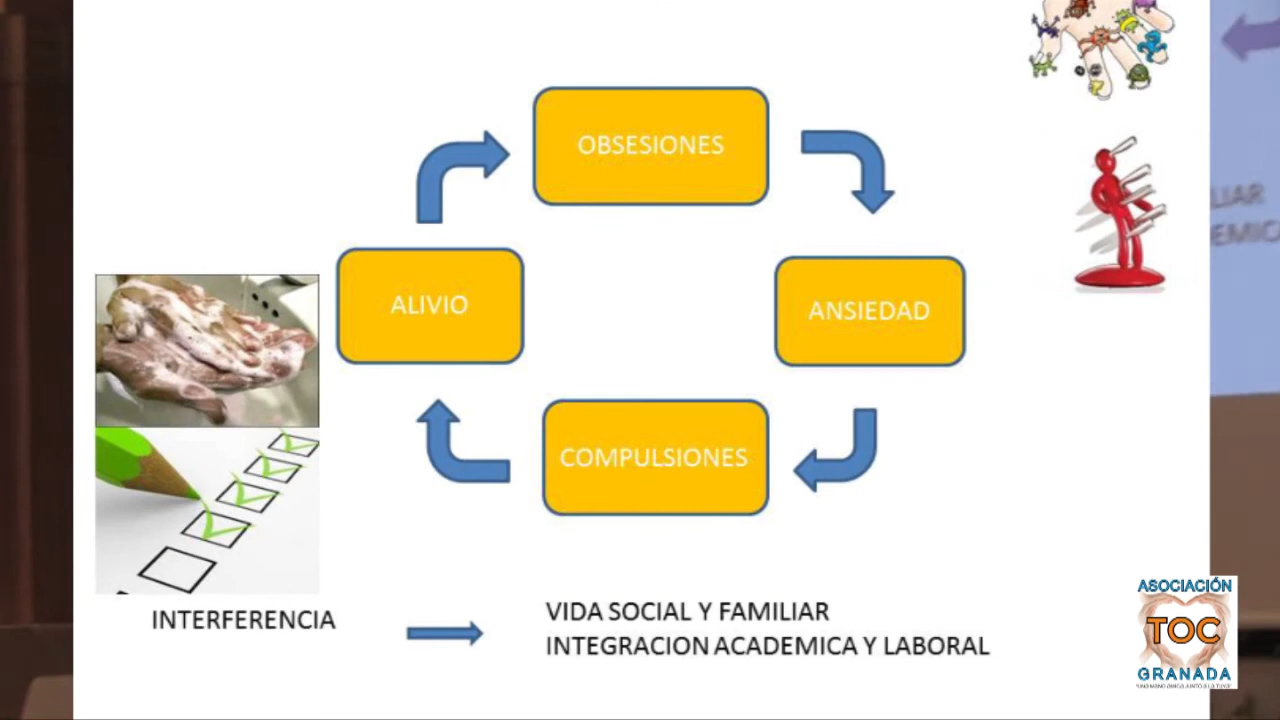 OBSESIONES
ALIVIO
ANSIEDAD
COMPULSIONES
INTERFERENCIA
VIDA SOCIAL Y FAMILIAR
INTEGRACION ACADEMICA Y LABORAL
ASOCIACIÓN
TOC
GRANADA